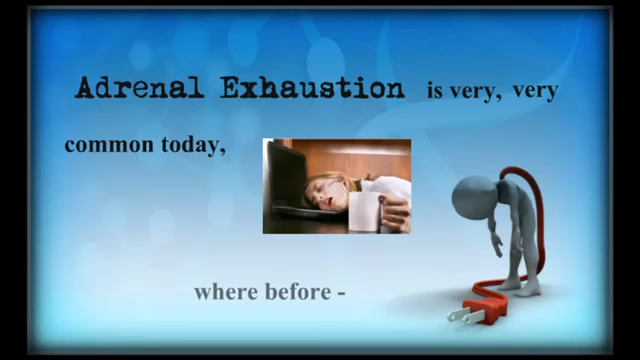 Adrenal Exhaustion is very, very
common today,
where before -